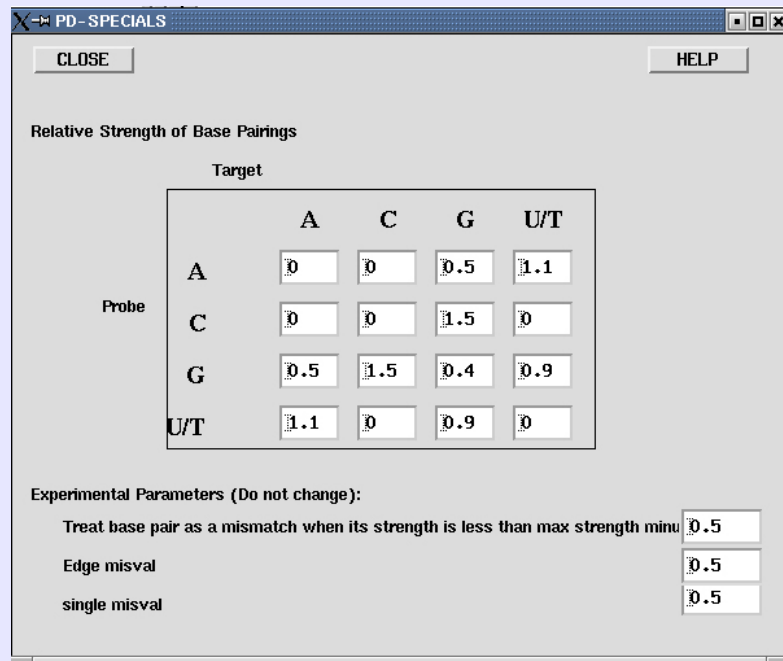 PD-SPECIALS
CLOSE HELP
Relative Strength of Base Pairings
Target
A C G U/T
A 0 0 0.5 1.1
Probe
C 0 0 1.5 0
G 0.5 1.5 0.4 0.9
U/T 1.1 0 0.9 0
Experimental Parameters (Do not change):
Treat base pair as a mismatch when its strength is less than max strength minu 0.5
Edge misval 0.5
single misval 0.5